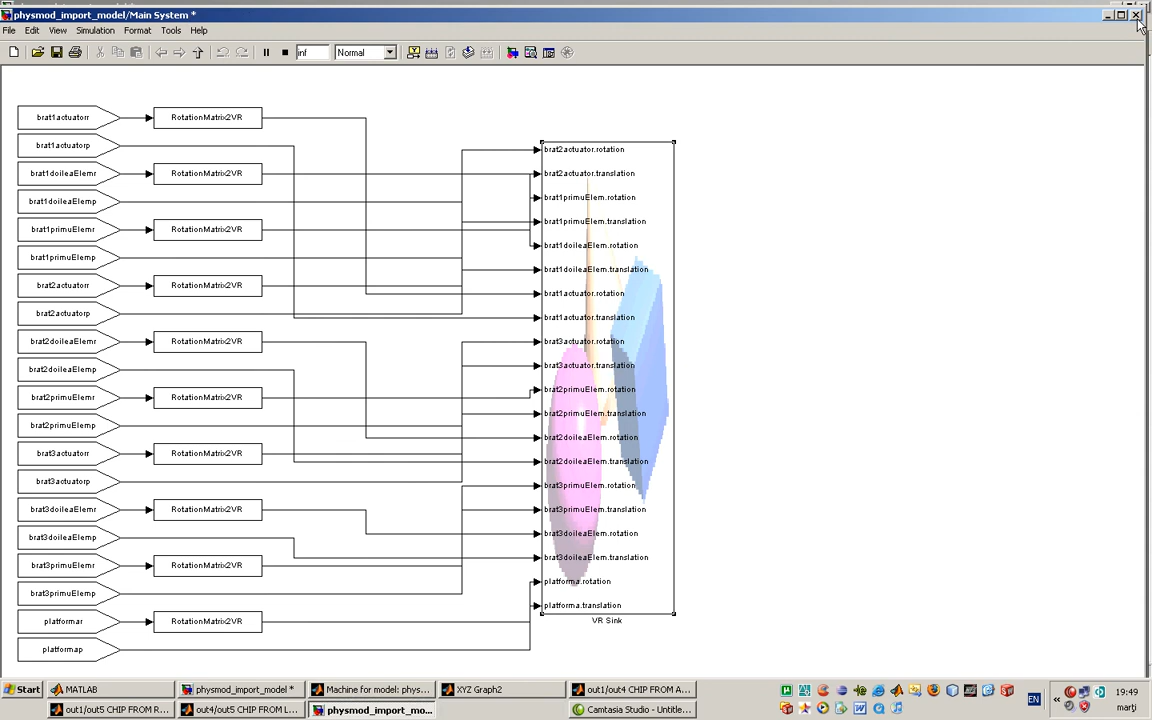 physmod_import_model/Main System *
File Edit View Simulation Format Tools Help
inf Normal
brat1actuatorr RotationMatrix2VR
brat1actuatorp
brat1doileaElemr RotationMatrix2VR
brat1doileaElemp
brat1primuElemr RotationMatrix2VR
brat1primuElemp
brat2actuatorr RotationMatrix2VR
brat2actuatorp
brat2doileaElemr RotationMatrix2VR
brat2doileaElemp
brat2primuElemr RotationMatrix2VR
brat2primuElemp
brat3actuatorr RotationMatrix2VR
brat3actuatorp
brat3doileaElemr RotationMatrix2VR
brat3doileaElemp
brat3primuElemr RotationMatrix2VR
brat3primuElemp
platformar RotationMatrix2VR
platformap
brat2actuator.rotation
brat2actuator.translation
brat1primuElem.rotation
brat1primuElem.translation
brat1doileaElem.rotation
brat1doileaElem.translation
brat1actuator.rotation
brat1actuator.translation
brat3actuator.rotation
brat3actuator.translation
brat2primuElem.rotation
brat2primuElem.translation
brat2doileaElem.rotation
brat2doileaElem.translation
brat3primuElem.rotation
brat3primuElem.translation
brat3doileaElem.rotation
brat3doileaElem.translation
platforma.rotation
platforma.translation
VR Sink
Start MATLAB physmod_import_model * Machine for model: phys... XYZ Graph2 out1/out4 CHIP FROM A... EN 19:49
out1/out5 CHIP FROM R... out4/out5 CHIP FROM L... physmod_import_mo... Camtasia Studio - Untitle... marţi